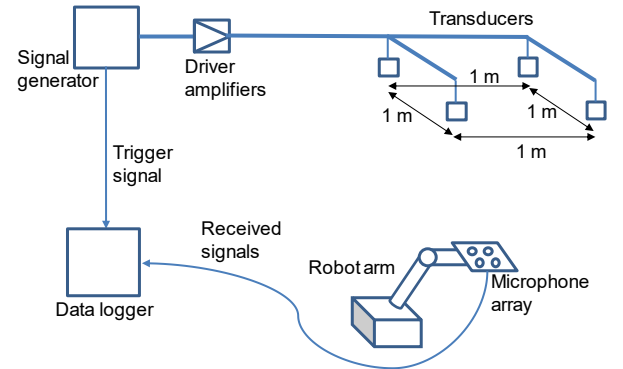 Transducers
Signal
generator
Driver
amplifiers
1 m
1 m
1 m
1 m
Trigger
signal
Received
signals
Robot arm
Microphone
array
Data logger